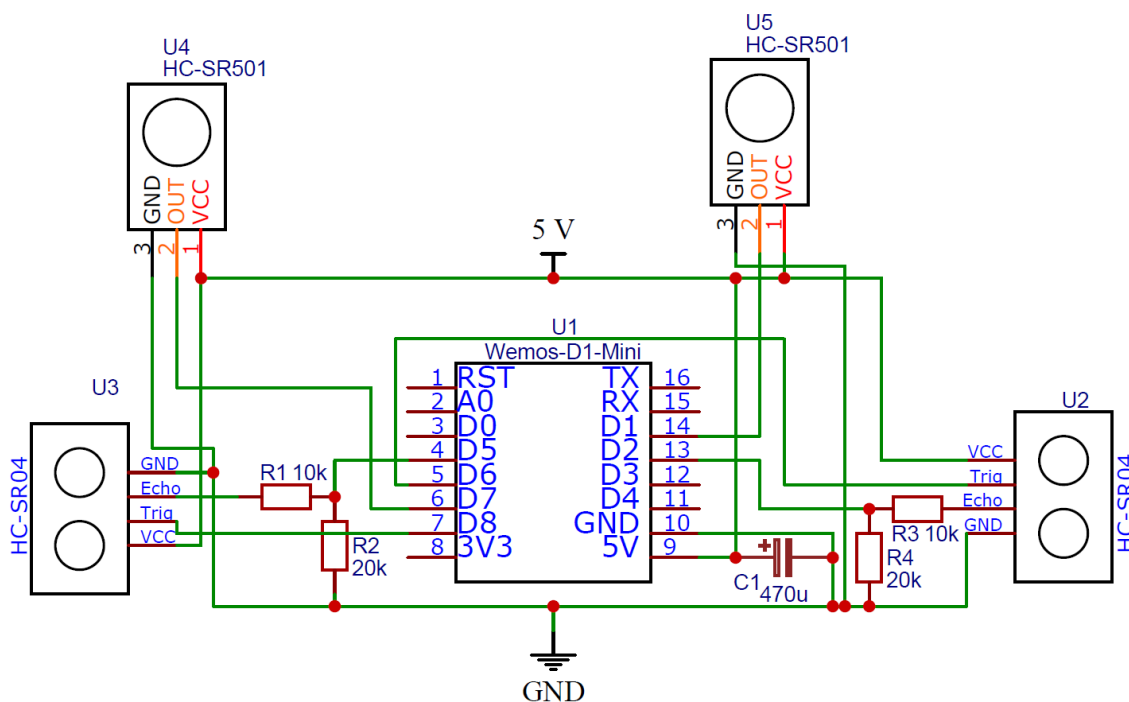 U4
HC-SR501
GND
OUT
VCC
3
2
1
U5
HC-SR501
GND
OUT
VCC
3
2
1
5 V
U1
Wemos-D1-Mini
1 RST
2 A0
3 D0
4 D5
5 D6
6 D7
7 D8
8 3V3
TX 16
RX 15
D1 14
D2 13
D3 12
D4 11
GND 10
5V 9
U3
HC-SR04
GND
Echo
Trig
VCC
R1 10k
R2
20k
U2
HC-SR04
VCC
Trig
Echo
GND
R3 10k
R4
20k
+
C1
470u
GND